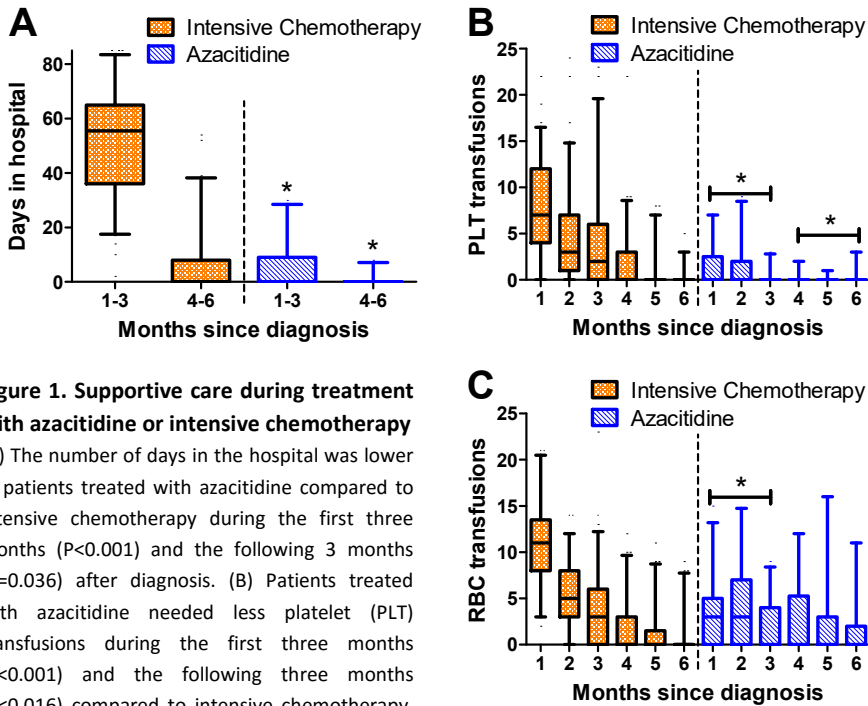 A
Intensive Chemotherapy
Azacitidine
Days in hospital
80
60
40
20
0
*
*
1-3 4-6 1-3 4-6
Months since diagnosis
B
Intensive Chemotherapy
Azacitidine
PLT transfusions
25
20
15
10
5
0
*
*
1 2 3 4 5 6 1 2 3 4 5 6
Months since diagnosis
C
Intensive Chemotherapy
Azacitidine
RBC transfusions
25
20
15
10
5
0
*
1 2 3 4 5 6 1 2 3 4 5 6
Months since diagnosis
gure 1. Supportive care during treatment
ith azacitidine or intensive chemotherapy
) The number of days in the hospital was lower
patients treated with azacitidine compared to
tensive chemotherapy during the first three
onths (P<0.001) and the following 3 months
=0.036) after diagnosis. (B) Patients treated
th azacitidine needed less platelet (PLT)
ansfusions during the first three months
<0.001) and the following three months
<0.016) compared to intensive chemotherapy.